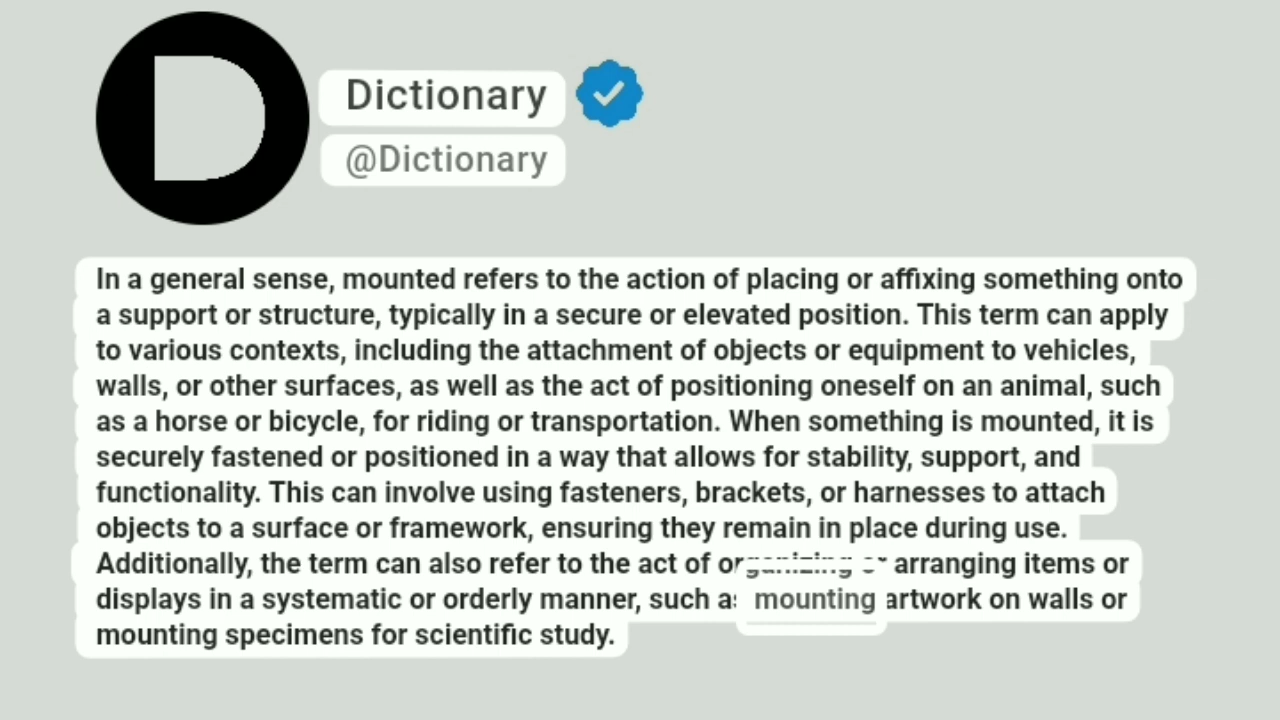 D
Dictionary
@Dictionary
In a general sense, mounted refers to the action of placing or affixing something onto
a support or structure, typically in a secure or elevated position. This term can apply
to various contexts, including the attachment of objects or equipment to vehicles,
walls, or other surfaces, as well as the act of positioning oneself on an animal, such
as a horse or bicycle, for riding or transportation. When something is mounted, it is
securely fastened or positioned in a way that allows for stability, support, and
functionality. This can involve using fasteners, brackets, or harnesses to attach
objects to a surface or framework, ensuring they remain in place during use.
Additionally, the term can also refer to the act of organizing or arranging items or
displays in a systematic or orderly manner, such as mounting artwork on walls or
mounting specimens for scientific study.